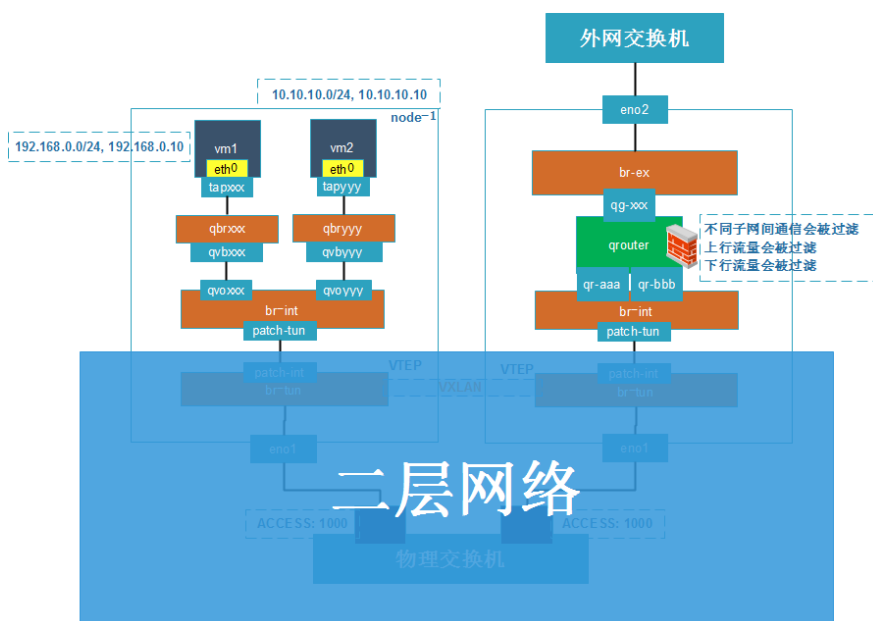 外网交换机
10.10.10.0/24, 10.10.10.10
node-1
eno2
192.168.0.0/24, 192.168.0.10
vm1
eth0
tapxxx
vm2
eth0
tapyyy
br-ex
qg-xxx
qbrxxx
qvbxxx
qbryyy
qvbyyy
qrouter
不同子网间通信会被过滤
上行流量会被过滤
下行流量会被过滤
qr-aaa
qr-bbb
qvoxxx
qvoyyy
br-int
patch-tun
br-int
patch-tun
patch-int
br-tun
VTEP
VXLAN
VTEP
patch-int
br-tun
eno1
eno1
二层网络
ACCESS: 1000
ACCESS: 1000
物理交换机